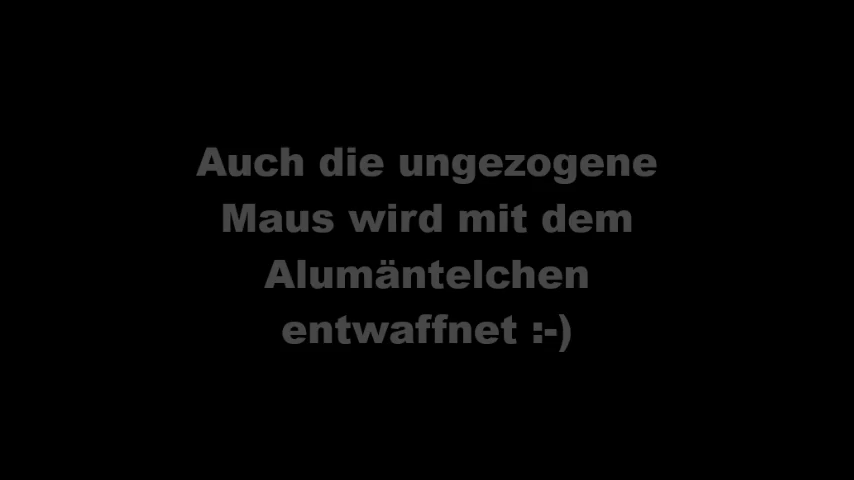 Auch die ungezogene
Maus wird mit dem
Alumäntelchen
entwaffnet :-)